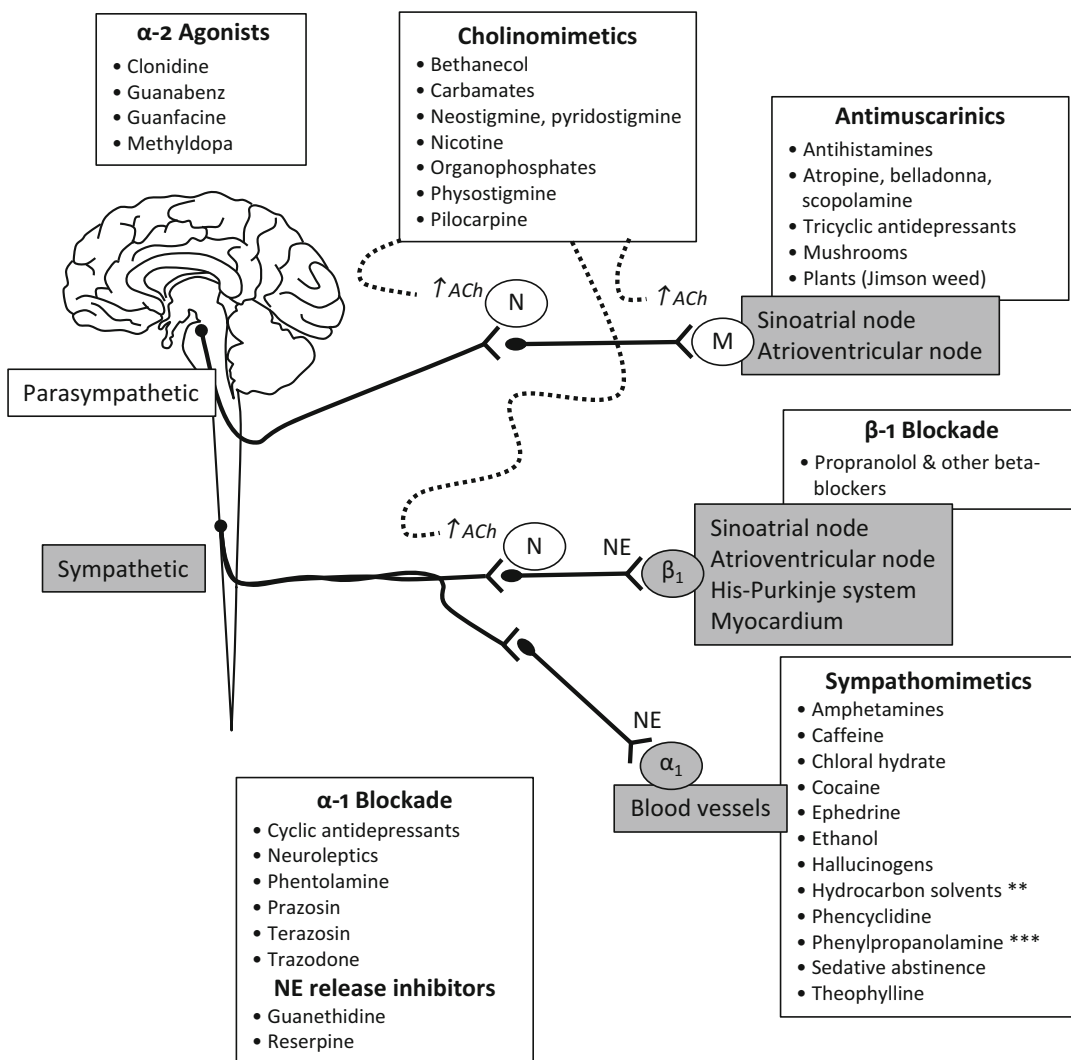 α-2 Agonists
• Clonidine
• Guanabenz
• Guanfacine
• Methyldopa
Cholinomimetics
• Bethanecol
• Carbamates
• Neostigmine, pyridostigmine
• Nicotine
• Organophosphates
• Physostigmine
• Pilocarpine
Antimuscarinics
• Antihistamines
• Atropine, belladonna,
scopolamine
• Tricyclic antidepressants
• Mushrooms
• Plants (Jimson weed)
↑ ACh
N
↑ ACh
M
Sinoatrial node
Atrioventricular node
Parasympathetic
β-1 Blockade
• Propranolol & other beta-
blockers
Sympathetic
↑ ACh
N
NE
β1
Sinoatrial node
Atrioventricular node
His-Purkinje system
Myocardium
NE
α1
Blood vessels
Sympathomimetics
• Amphetamines
• Caffeine
• Chloral hydrate
• Cocaine
• Ephedrine
• Ethanol
• Hallucinogens
• Hydrocarbon solvents **
• Phencyclidine
• Phenylpropanolamine ***
• Sedative abstinence
• Theophylline
α-1 Blockade
• Cyclic antidepressants
• Neuroleptics
• Phentolamine
• Prazosin
• Terazosin
• Trazodone
NE release inhibitors
• Guanethidine
• Reserpine